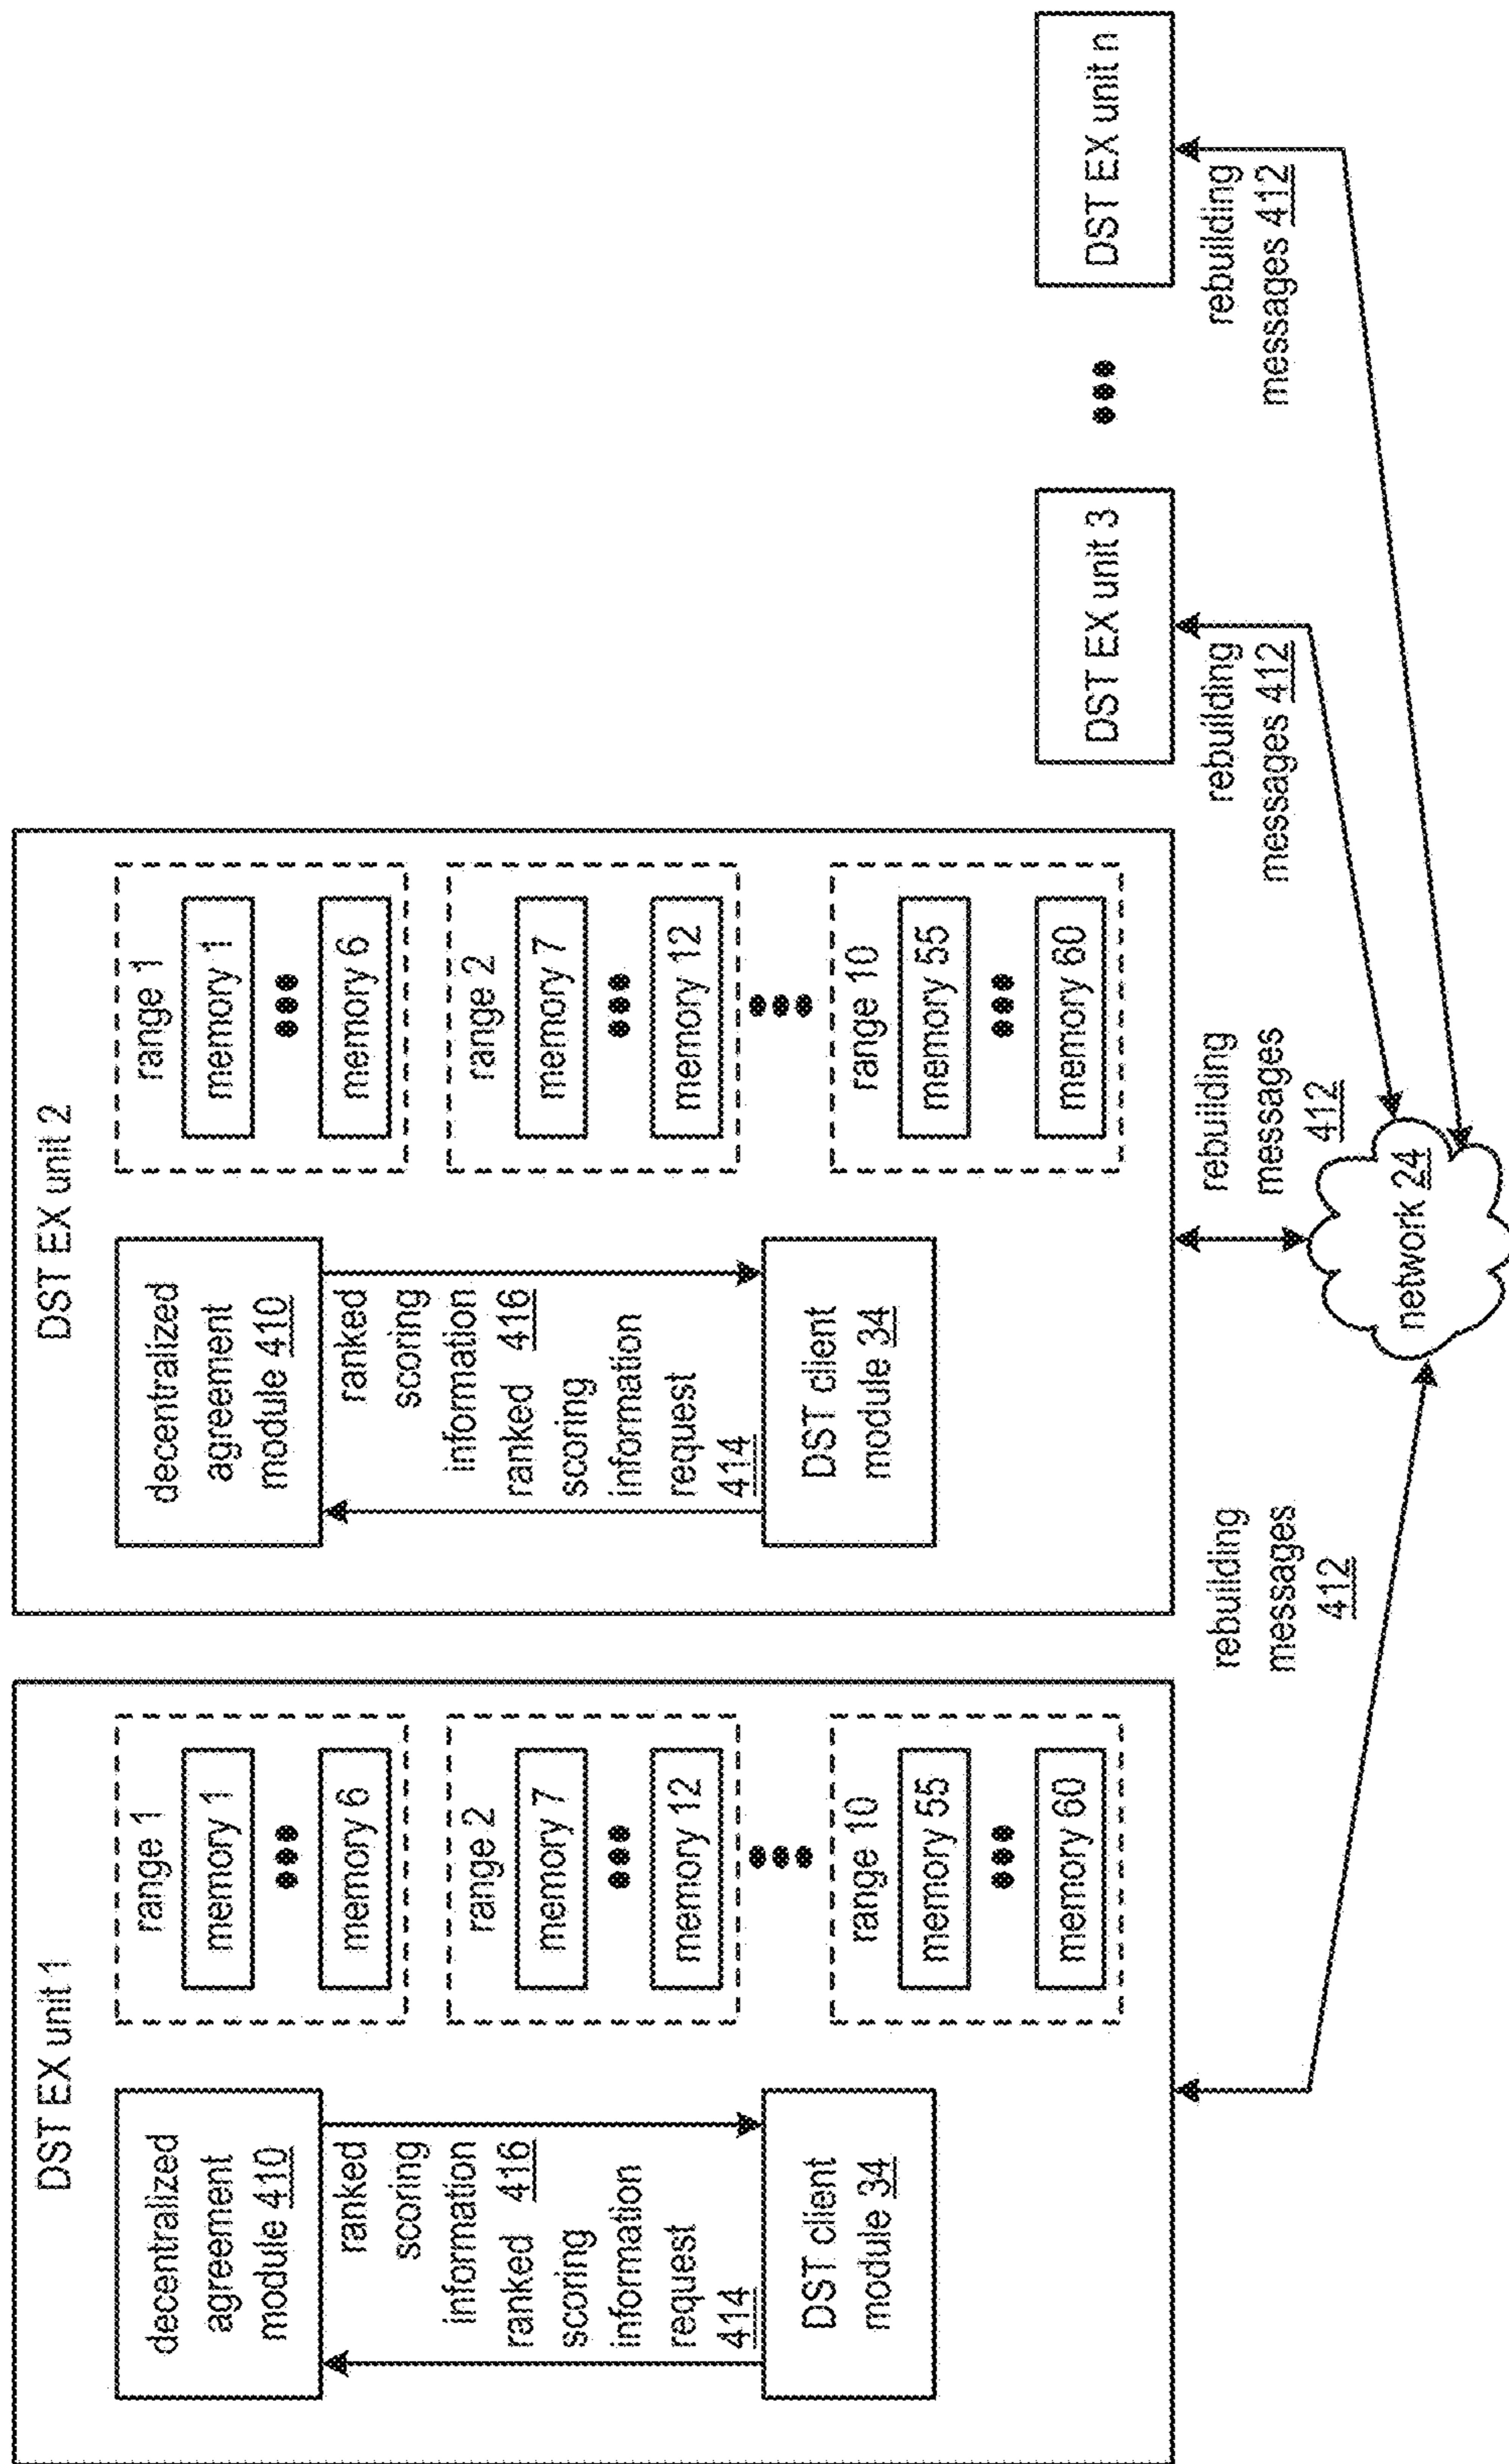 DST EX unit 1
decentralized
agreement
module 410
ranked
scoring
information
416
ranked
scoring
information
request
414
DST client
module 34
range 1
memory 1
memory 6
range 2
memory 7
memory 12
range 10
memory 55
memory 60
DST EX unit 2
decentralized
agreement
module 410
ranked
scoring
information
416
ranked
scoring
information
request
414
DST client
module 34
range 1
memory 1
memory 6
range 2
memory 7
memory 12
range 10
memory 55
memory 60
DST EX unit 3
DST EX unit n
rebuilding
messages
412
rebuilding
messages
412
rebuilding
messages 412
rebuilding
messages 412
network 24